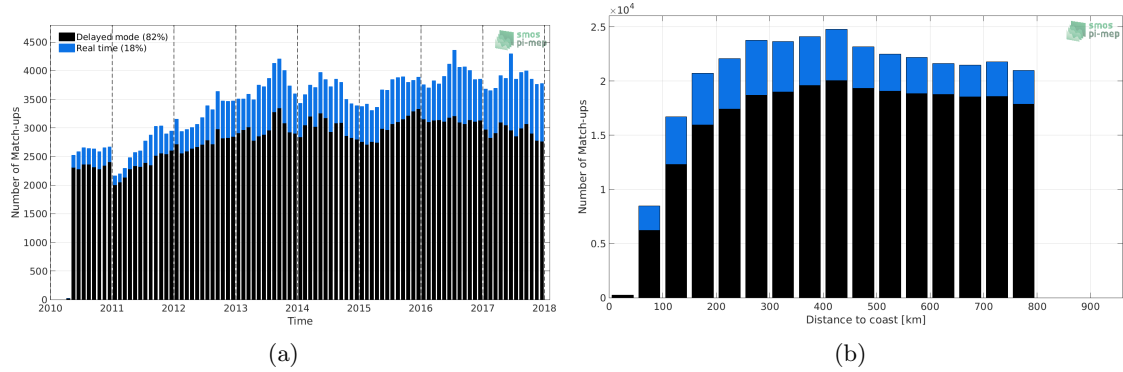 Delayed mode (82%)
Real time (18%)
smos
pi-mep
Number of Match-ups
4500
4000
3500
3000
2500
2000
1500
1000
500
0
2010 2011 2012 2013 2014 2015 2016 2017 2018
Time
(a)
×10⁴
smos
pi-mep
Number of Match-ups
2.5
2
1.5
1
0.5
0
0 100 200 300 400 500 600 700 800 900
Distance to coast [km]
(b)